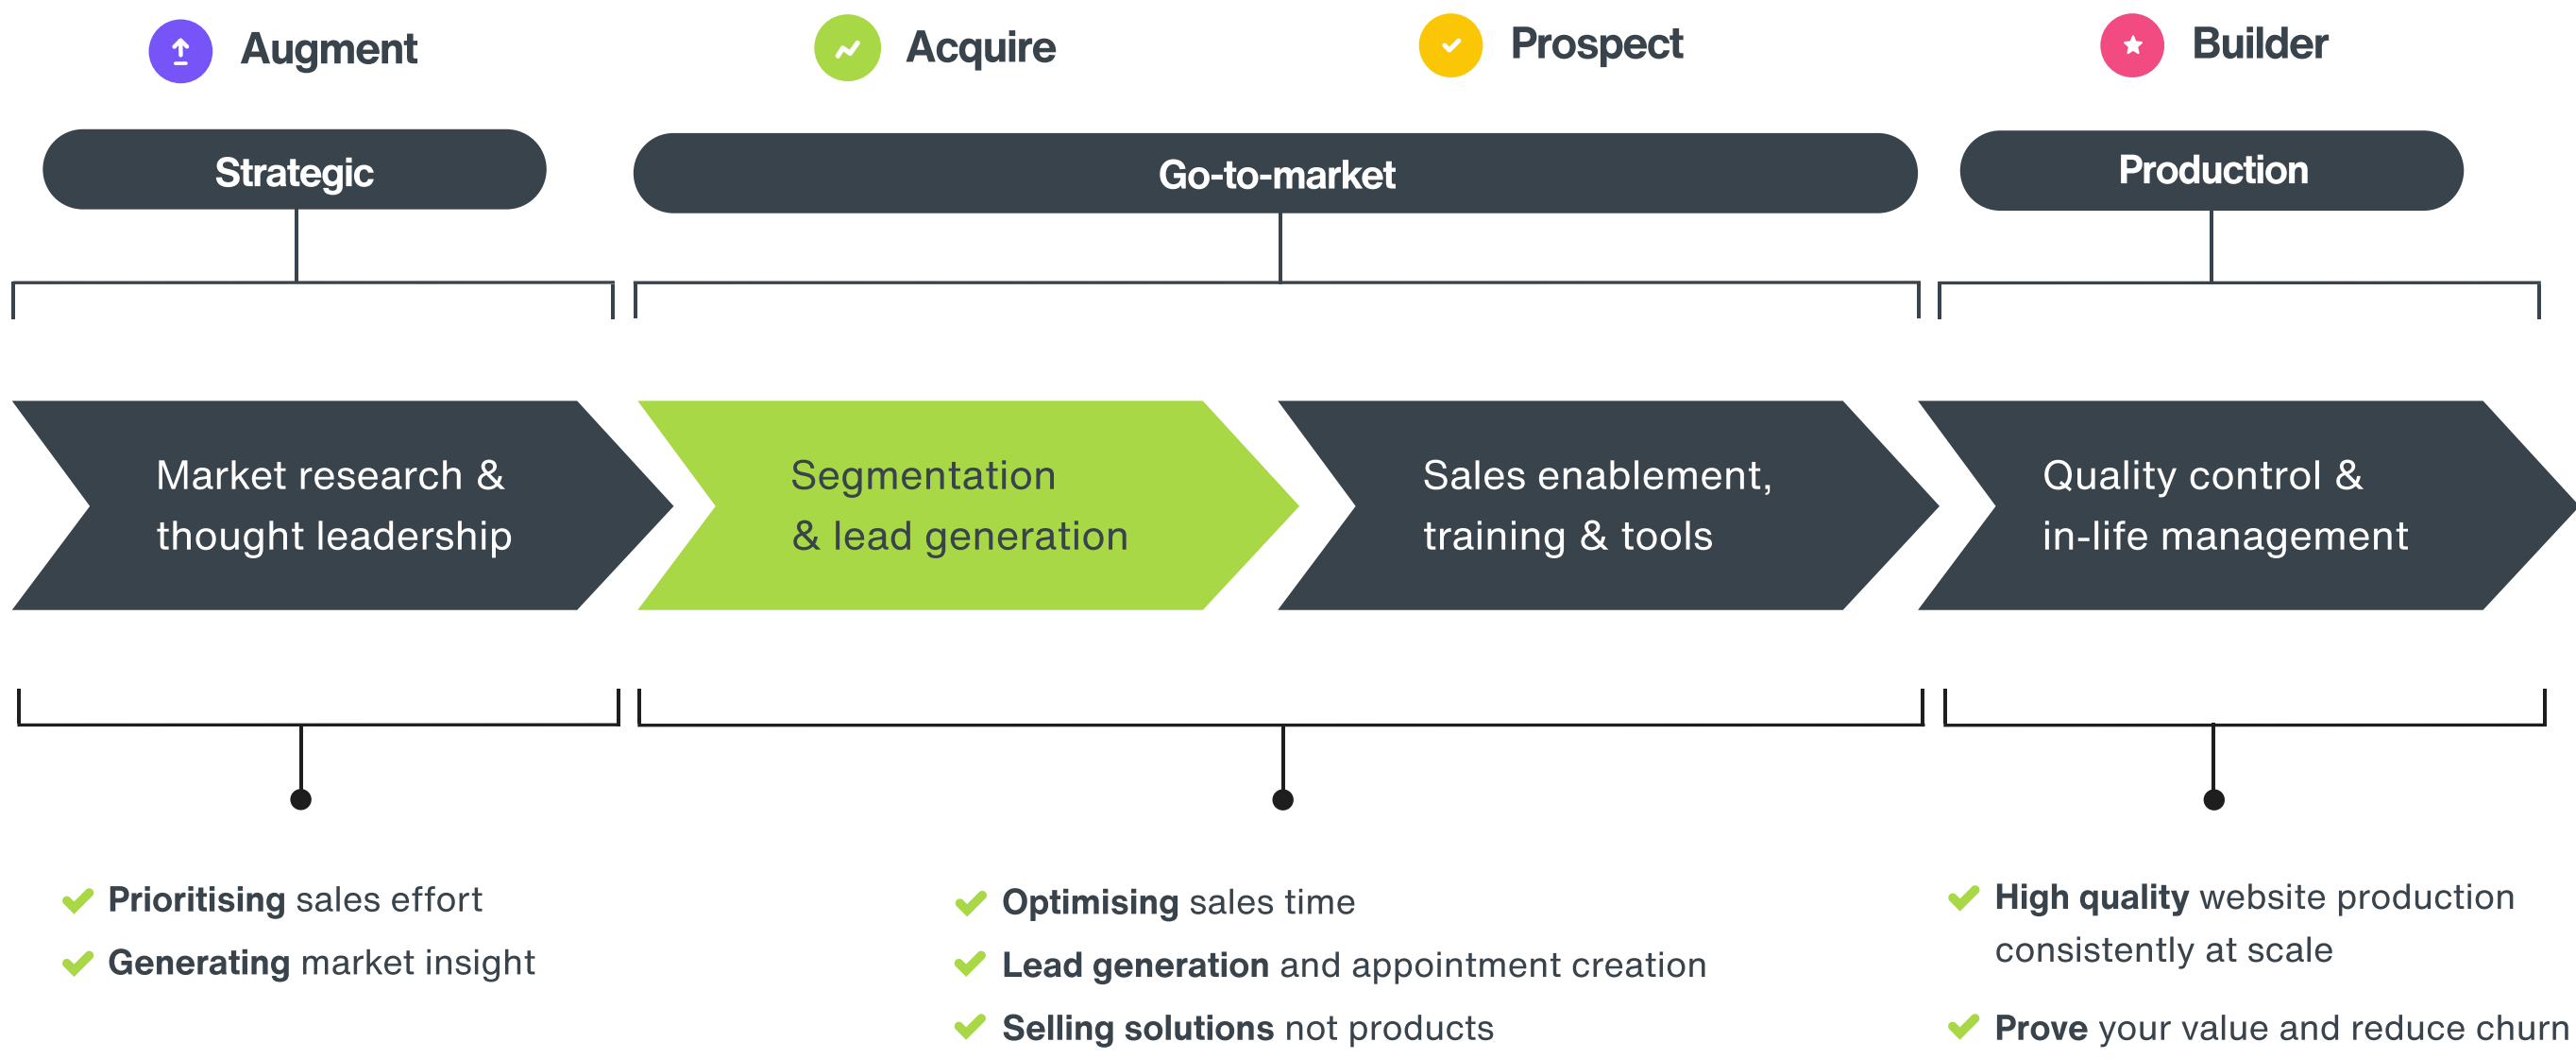 Augment
Acquire
Prospect
Builder
Strategic
Go-to-market
Production
Market research &
thought leadership
Segmentation
& lead generation
Sales enablement,
training & tools
Quality control &
in-life management
Prioritising sales effort
Generating market insight
Optimising sales time
Lead generation and appointment creation
Selling solutions not products
High quality website production
consistently at scale
Prove your value and reduce churn